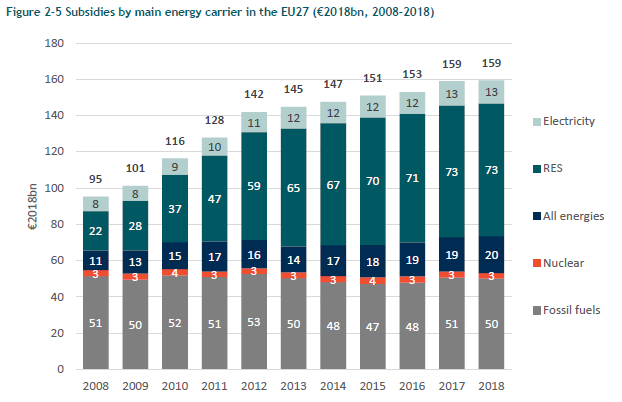 Figure 2-5 Subsidies by main energy carrier in the EU27 (€2018bn, 2008-2018)
€2018bn
180
160
140
120
100
80
60
40
20
0
95 101 116 128 142 145 147 151 153 159 159
8 8 9 10 11 12 12 12 12 13 13
22 28 37 47 59 65 67 70 71 73 73
11 13 15 17 16 14 17 18 19 19 20
3 3 4 3 3 3 3 4 3 3 3
51 50 52 51 53 50 48 47 48 51 50
2008 2009 2010 2011 2012 2013 2014 2015 2016 2017 2018
Electricity
RES
All energies
Nuclear
Fossil fuels